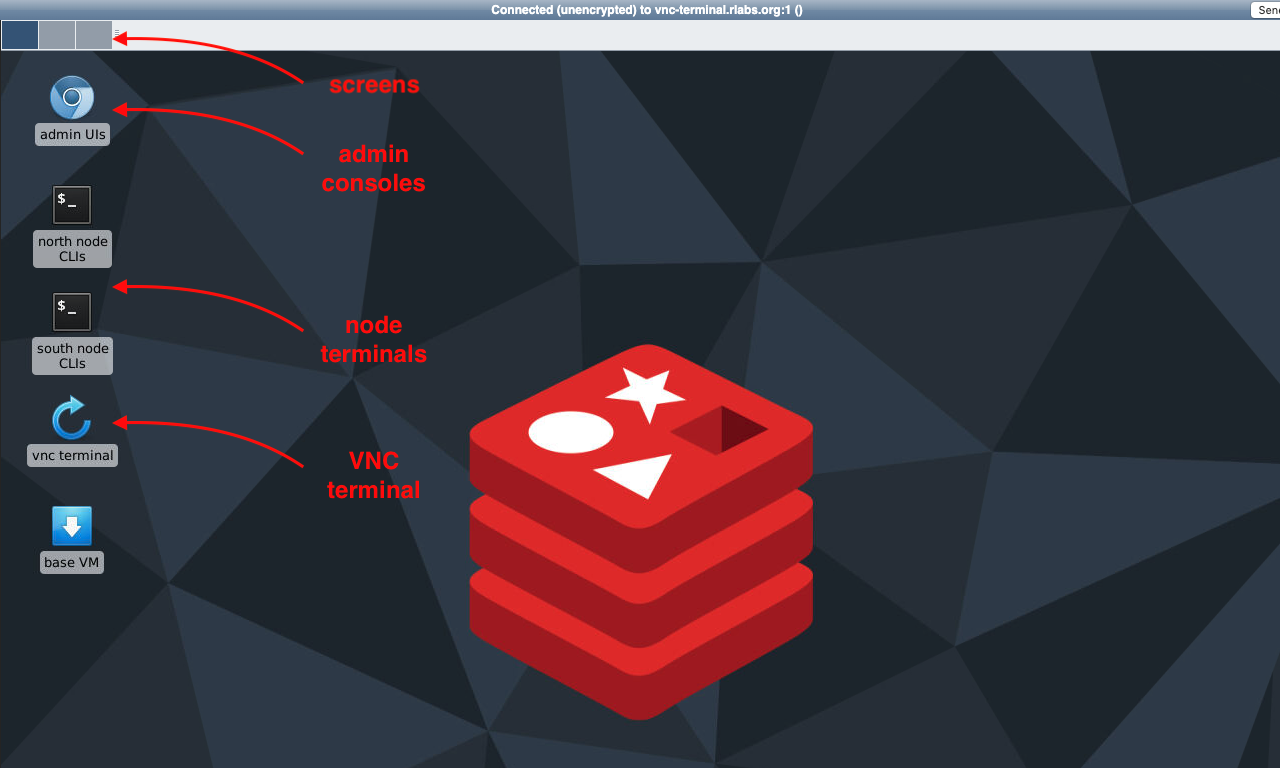 Connected (unencrypted) to vnc-terminal.rlabs.org:1 ()
screens
admin UIs
admin
consoles
$_
north node
CLIs
$_
node
terminals
south node
CLIs
vnc terminal
VNC
terminal
base VM